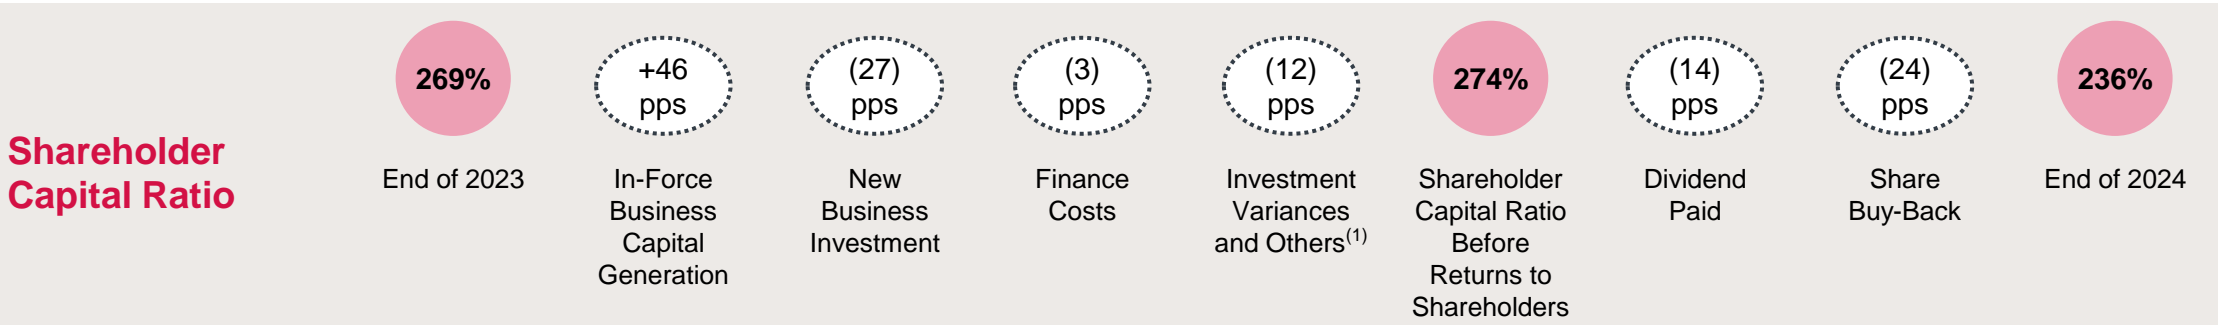 Shareholder
Capital Ratio
269%
End of 2023
+46
pps
In-Force
Business
Capital
Generation
(27)
pps
New
Business
Investment
(3)
pps
Finance
Costs
(12)
pps
Investment
Variances
and Others(1)
274%
Shareholder
Capital Ratio
Before
Returns to
Shareholders
(14)
pps
Dividend
Paid
(24)
pps
Share
Buy-Back
236%
End of 2024